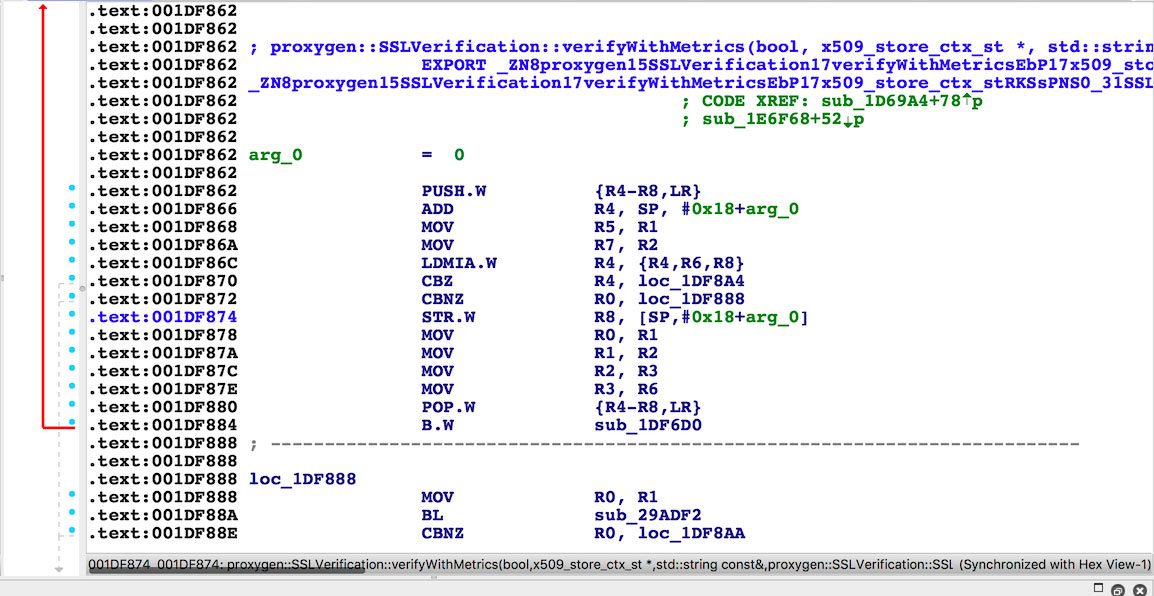 .text:001DF862
.text:001DF862
.text:001DF862 ; proxygen::SSLVerification::verifyWithMetrics(bool, x509_store_ctx_st *, std::strin
.text:001DF862 EXPORT _ZN8proxygen15SSLVerification17verifyWithMetricsEbP17x509_sto
.text:001DF862 _ZN8proxygen15SSLVerification17verifyWithMetricsEbP17x509_store_ctx_stRKSsPNS0_31SSL
.text:001DF862 ; CODE XREF: sub_1D69A4+78↑p
.text:001DF862 ; sub_1E6F68+52↓p
.text:001DF862
.text:001DF862 arg_0 = 0
.text:001DF862
.text:001DF862 PUSH.W {R4-R8,LR}
.text:001DF866 ADD R4, SP, #0x18+arg_0
.text:001DF868 MOV R5, R1
.text:001DF86A MOV R7, R2
.text:001DF86C LDMIA.W R4, {R4,R6,R8}
.text:001DF870 CBZ R4, loc_1DF8A4
.text:001DF872 CBNZ R0, loc_1DF888
.text:001DF874 STR.W R8, [SP,#0x18+arg_0]
.text:001DF878 MOV R0, R1
.text:001DF87A MOV R1, R2
.text:001DF87C MOV R2, R3
.text:001DF87E MOV R3, R6
.text:001DF880 POP.W {R4-R8,LR}
.text:001DF884 B.W sub_1DF6D0
.text:001DF888 ; ---------------------------------------------------------------------------
.text:001DF888
.text:001DF888 loc_1DF888
.text:001DF888 MOV R0, R1
.text:001DF88A BL sub_29ADF2
.text:001DF88E CBNZ R0, loc_1DF8AA
001DF874 001DF874: proxygen::SSLVerification::verifyWithMetrics(bool,x509_store_ctx_st *,std::string const&,proxygen::SSLVerification::SSL (Synchronized with Hex View-1)